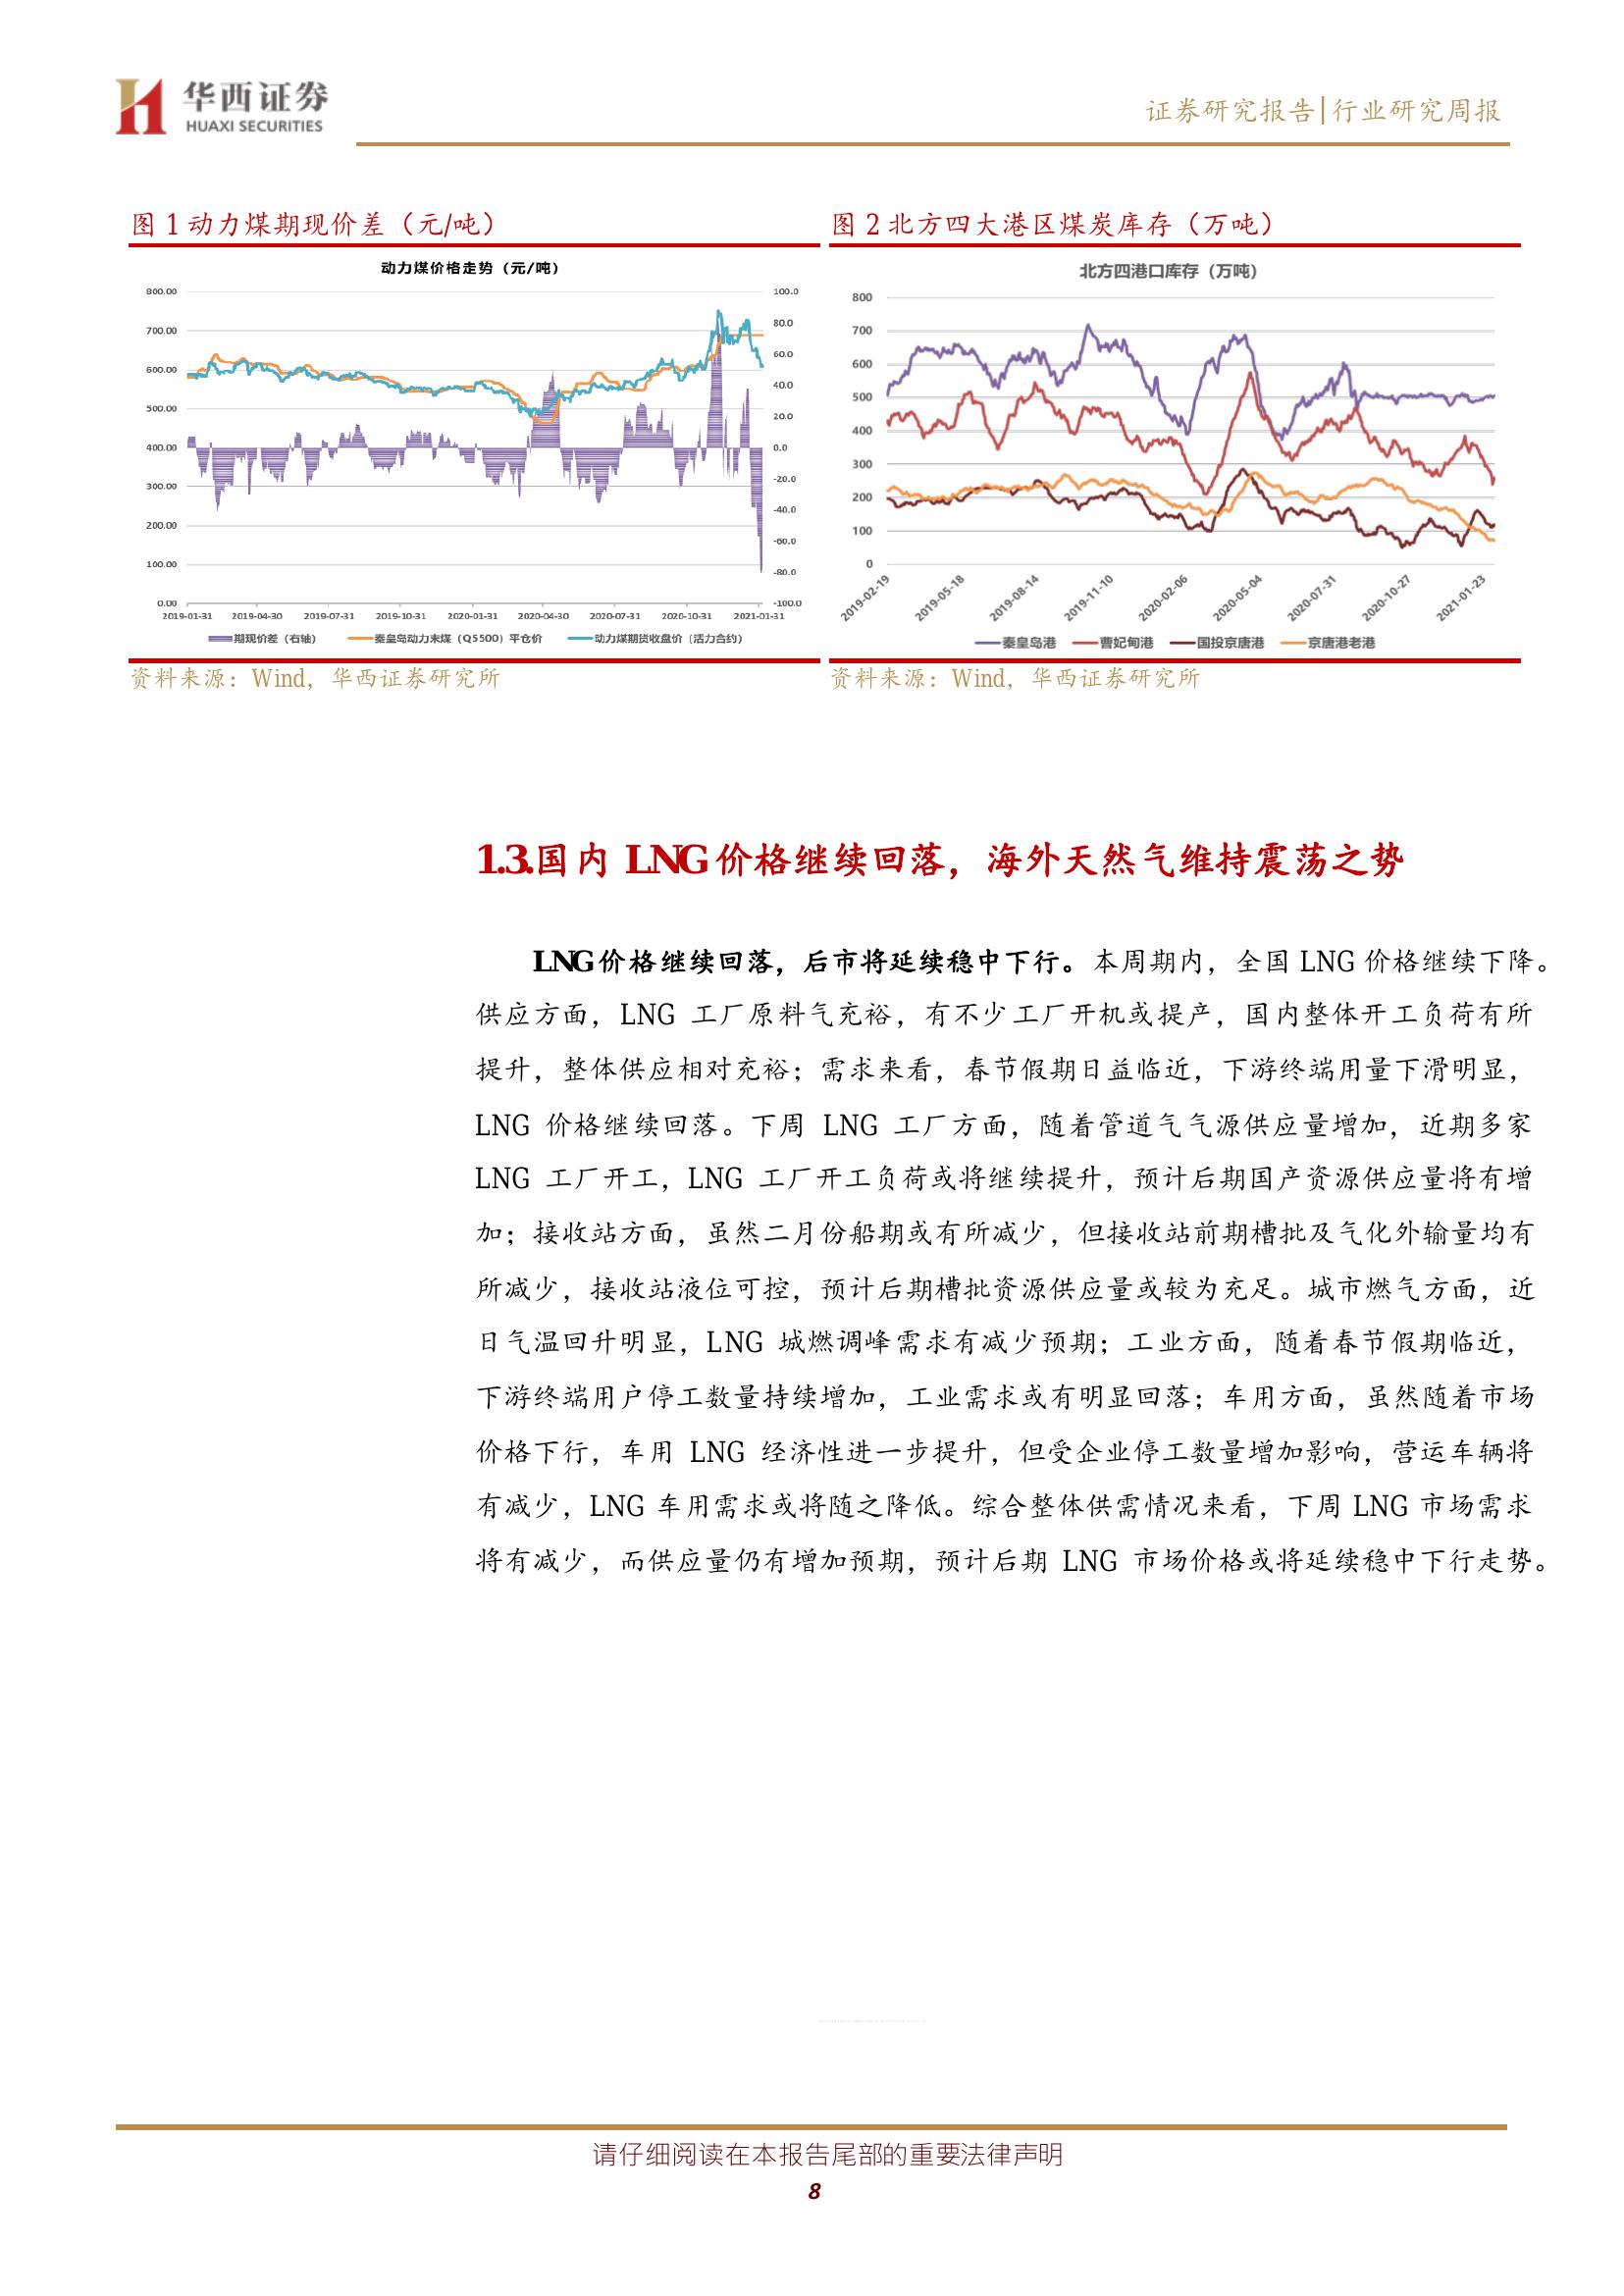 华西证券
HUAXI SECURITIES
证券研究报告|行业研究周报
图 1 动力煤期现价差（元/吨）
动力煤价格走势（元/吨）
800.00
700.00
600.00
500.00
400.00
300.00
200.00
100.00
0.00
100.0
80.0
60.0
40.0
20.0
0.0
-20.0
-40.0
-60.0
-80.0
-100.0
2019-01-31 2019-04-30 2019-07-31 2019-10-31 2020-01-31 2020-04-30 2020-07-31 2020-10-31 2021-01-31
期现价差（右轴） 秦皇岛动力末煤（Q5500）平仓价 动力煤期货收盘价（活力合约）
资料来源：Wind，华西证券研究所
图 2 北方四大港区煤炭库存（万吨）
北方四港口库存（万吨）
800
700
600
500
400
300
200
100
0
2019-02-19 2019-05-18 2019-08-14 2019-11-10 2020-02-06 2020-05-04 2020-07-31 2020-10-27 2021-01-23
秦皇岛港 曹妃甸港 国投京唐港 京唐港老港
资料来源：Wind，华西证券研究所
1.3.国内 LNG 价格继续回落，海外天然气维持震荡之势
LNG 价格继续回落，后市将延续稳中下行。本周期内，全国 LNG 价格继续下降。
供应方面，LNG 工厂原料气充裕，有不少工厂开机或提产，国内整体开工负荷有所
提升，整体供应相对充裕；需求来看，春节假期日益临近，下游终端用量下滑明显，
LNG 价格继续回落。下周 LNG 工厂方面，随着管道气气源供应量增加，近期多家
LNG 工厂开工，LNG 工厂开工负荷或将继续提升，预计后期国产资源供应量将有增
加；接收站方面，虽然二月份船期或有所减少，但接收站前期槽批及气化外输量均有
所减少，接收站液位可控，预计后期槽批资源供应量或较为充足。城市燃气方面，近
日气温回升明显，LNG 城燃调峰需求有减少预期；工业方面，随着春节假期临近，
下游终端用户停工数量持续增加，工业需求或有明显回落；车用方面，虽然随着市场
价格下行，车用 LNG 经济性进一步提升，但受企业停工数量增加影响，营运车辆将
有减少，LNG 车用需求或将随之降低。综合整体供需情况来看，下周 LNG 市场需求
将有减少，而供应量仍有增加预期，预计后期 LNG 市场价格或将延续稳中下行走势。
请仔细阅读在本报告尾部的重要法律声明
8